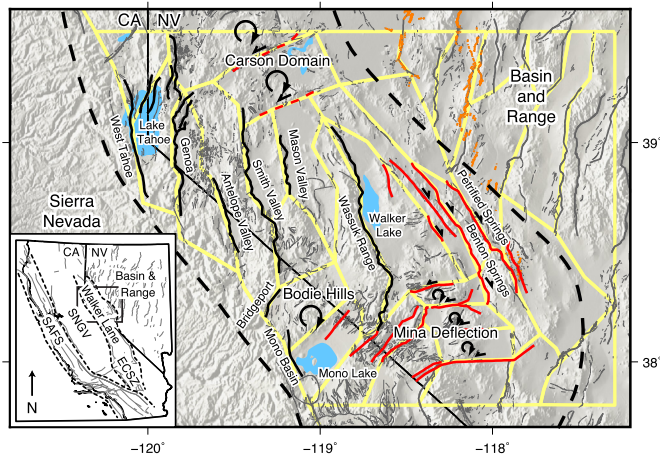 CA NV
Carson Domain
Basin
and
Range
39°
West Tahoe
Lake
Tahoe
Genoa
Antelope Valley
Smith Valley
Mason Valley
Wassuk Range
Walker
Lake
Petrified Springs
Benton Springs
Sierra
Nevada
Bridgeport
Bodie Hills
Mina Deflection
Mono Basin
Mono Lake
38°
CA NV
Basin &
Range
Walker Lane
SNGV
SAFS
ECSZ
N
−120°
−119°
−118°